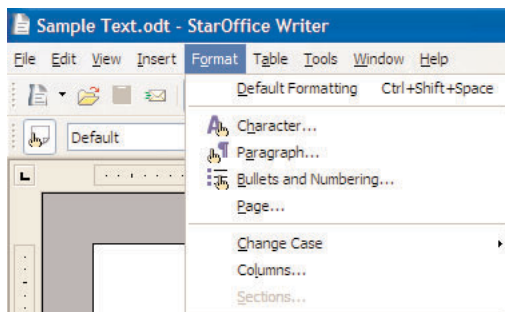 Sample Text.odt - StarOffice Writer
File Edit View Insert Format Table Tools Window Help
Default Formatting Ctrl+Shift+Space
Default
Character...
Paragraph...
Bullets and Numbering...
Page...
Change Case
Columns...
Sections...